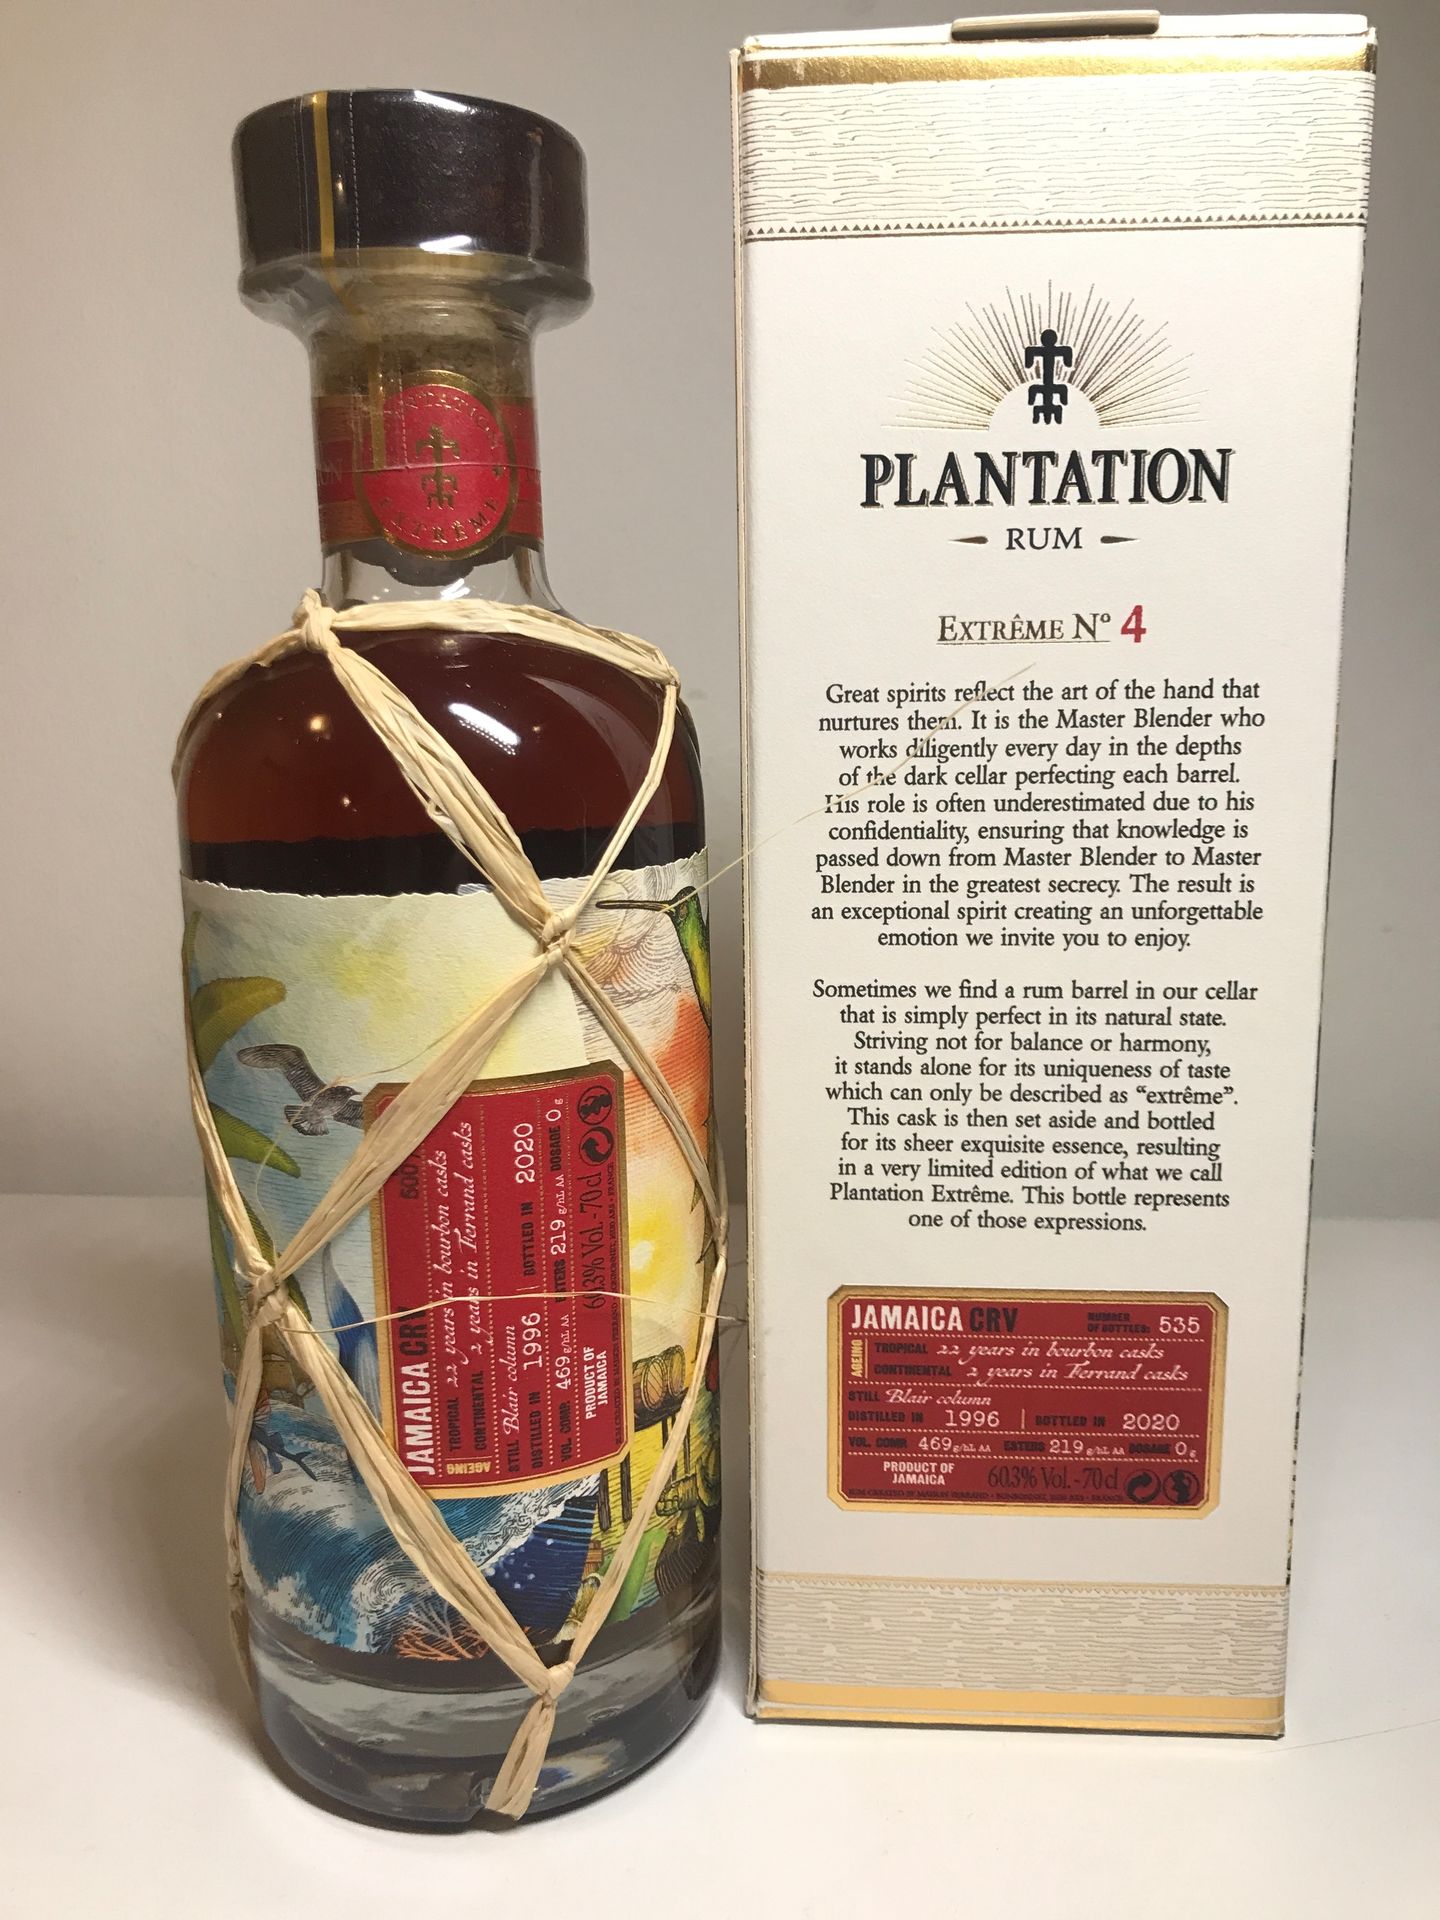 EXTRÊME
JAMAICA CRV
AGEING
TROPICAL 22 years in bourbon casks
CONTINENTAL 2 years in Ferrand casks
STILL Blair column
DISTILLED IN 1996 | BOTTLED IN 2020
VOL. COMP. 469 g/hL AA ESTERS 219 g/hL AA DOSAGE 0 g
PRODUCT OF
JAMAICA
60.3% Vol.-70cl
PLANTATION
RUM
EXTRÊME Nº 4
Great spirits reflect the art of the hand that
nurtures them. It is the Master Blender who
works diligently every day in the depths
of the dark cellar perfecting each barrel.
His role is often underestimated due to his
confidentiality, ensuring that knowledge is
passed down from Master Blender to Master
Blender in the greatest secrecy. The result is
an exceptional spirit creating an unforgettable
emotion we invite you to enjoy.
Sometimes we find a rum barrel in our cellar
that is simply perfect in its natural state.
Striving not for balance or harmony,
it stands alone for its uniqueness of taste
which can only be described as “extrême”.
This cask is then set aside and bottled
for its sheer exquisite essence, resulting
in a very limited edition of what we call
Plantation Extrême. This bottle represents
one of those expressions.
JAMAICA CRV
NUMBER
OF BOTTLES: 535
AGEING
TROPICAL 22 years in bourbon casks
CONTINENTAL 2 years in Ferrand casks
STILL Blair column
DISTILLED IN 1996 | BOTTLED IN 2020
VOL. COMP. 469 g/hL AA ESTERS 219 g/hL AA DOSAGE 0 g
PRODUCT OF
JAMAICA
60.3% Vol.-70cl
RUM CREATED BY MAISON FERRAND • BONBONNET, 16130 ARS • FRANCE